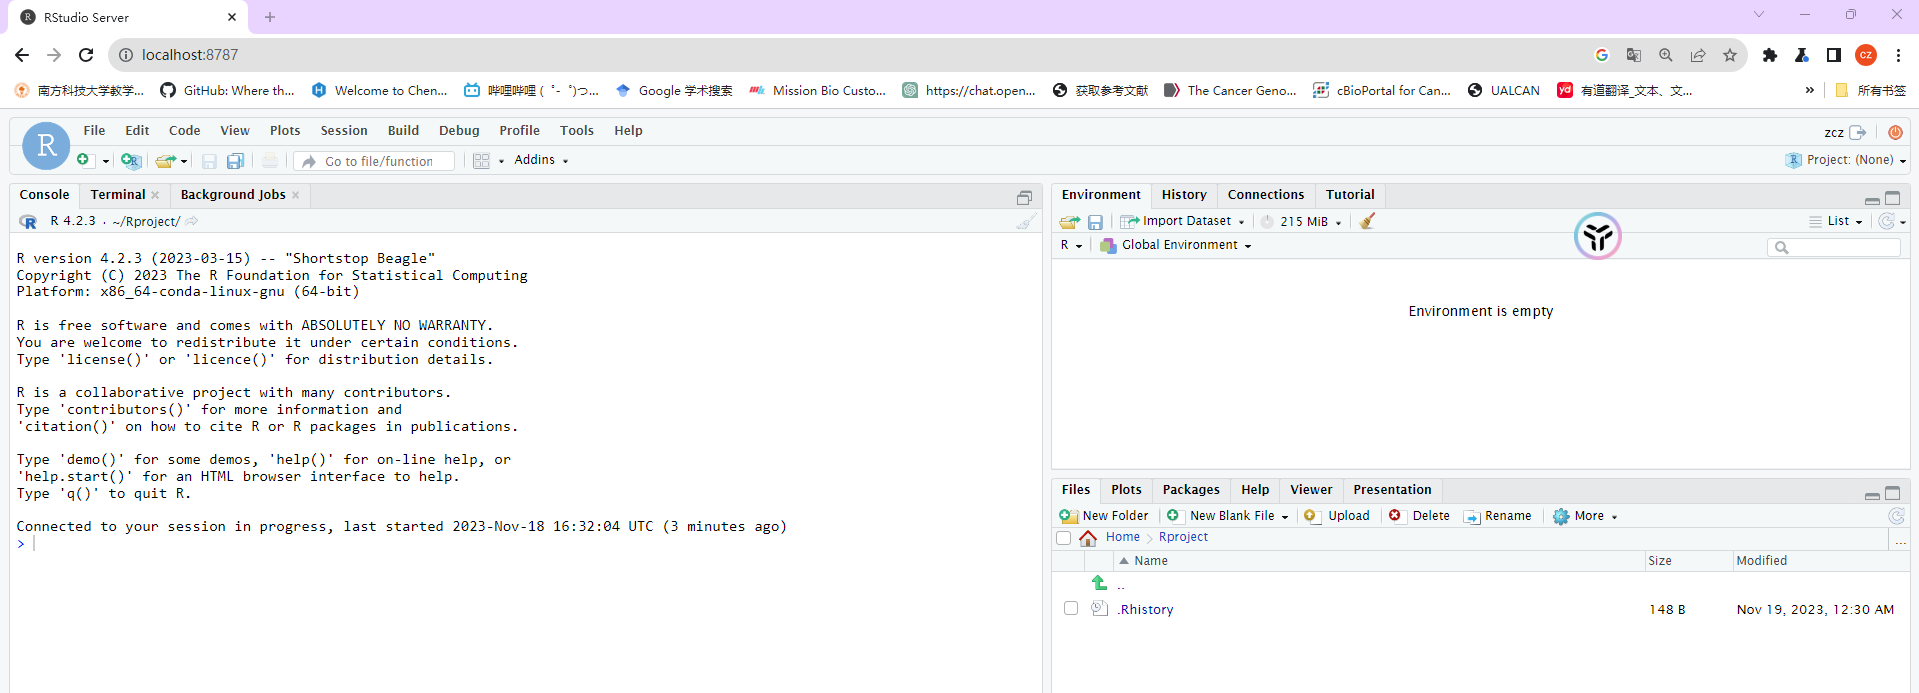 R RStudio Server
localhost:8787
CZ
南方科技大学教学...
GitHub: Where th...
Welcome to Chen...
哔哩哔哩 ( ゜- ゜)つ...
Google 学术搜索
Mission Bio Custo...
https://chat.open...
获取参考文献
The Cancer Geno...
cBioPortal for Can...
UALCAN
yd 有道翻译_文本、文...
»
所有书签
R
File Edit Code View Plots Session Build Debug Profile Tools Help
zcz
Go to file/function
Addins
Project: (None)
Console Terminal Background Jobs
R R 4.2.3 · ~/Rproject/
R version 4.2.3 (2023-03-15) -- "Shortstop Beagle"
Copyright (C) 2023 The R Foundation for Statistical Computing
Platform: x86_64-conda-linux-gnu (64-bit)
R is free software and comes with ABSOLUTELY NO WARRANTY.
You are welcome to redistribute it under certain conditions.
Type 'license()' or 'licence()' for distribution details.
R is a collaborative project with many contributors.
Type 'contributors()' for more information and
'citation()' on how to cite R or R packages in publications.
Type 'demo()' for some demos, 'help()' for on-line help, or
'help.start()' for an HTML browser interface to help.
Type 'q()' to quit R.
Connected to your session in progress, last started 2023-Nov-18 16:32:04 UTC (3 minutes ago)
>
Environment History Connections Tutorial
Import Dataset 215 MiB List
R Global Environment
Environment is empty
Files Plots Packages Help Viewer Presentation
New Folder New Blank File Upload Delete Rename More
Home Rproject ...
Name Size Modified
..
.Rhistory 148 B Nov 19, 2023, 12:30 AM